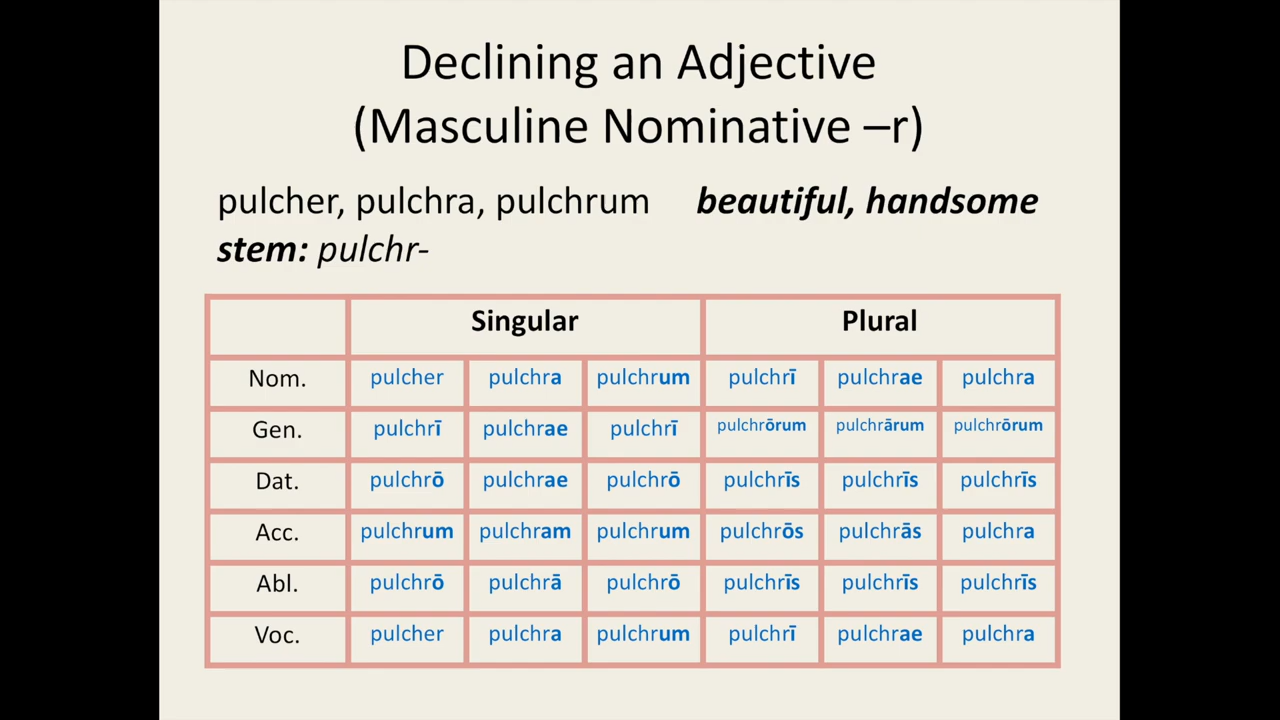 Declining an Adjective
(Masculine Nominative –r)
pulcher, pulchra, pulchrum beautiful, handsome
stem: pulchr-
Singular Plural
Nom. pulcher pulchra pulchrum pulchrī pulchrae pulchra
Gen. pulchrī pulchrae pulchrī pulchrōrum pulchrārum pulchrōrum
Dat. pulchrō pulchrae pulchrō pulchrīs pulchrīs pulchrīs
Acc. pulchrum pulchram pulchrum pulchrōs pulchrās pulchra
Abl. pulchrō pulchrā pulchrō pulchrīs pulchrīs pulchrīs
Voc. pulcher pulchra pulchrum pulchrī pulchrae pulchra